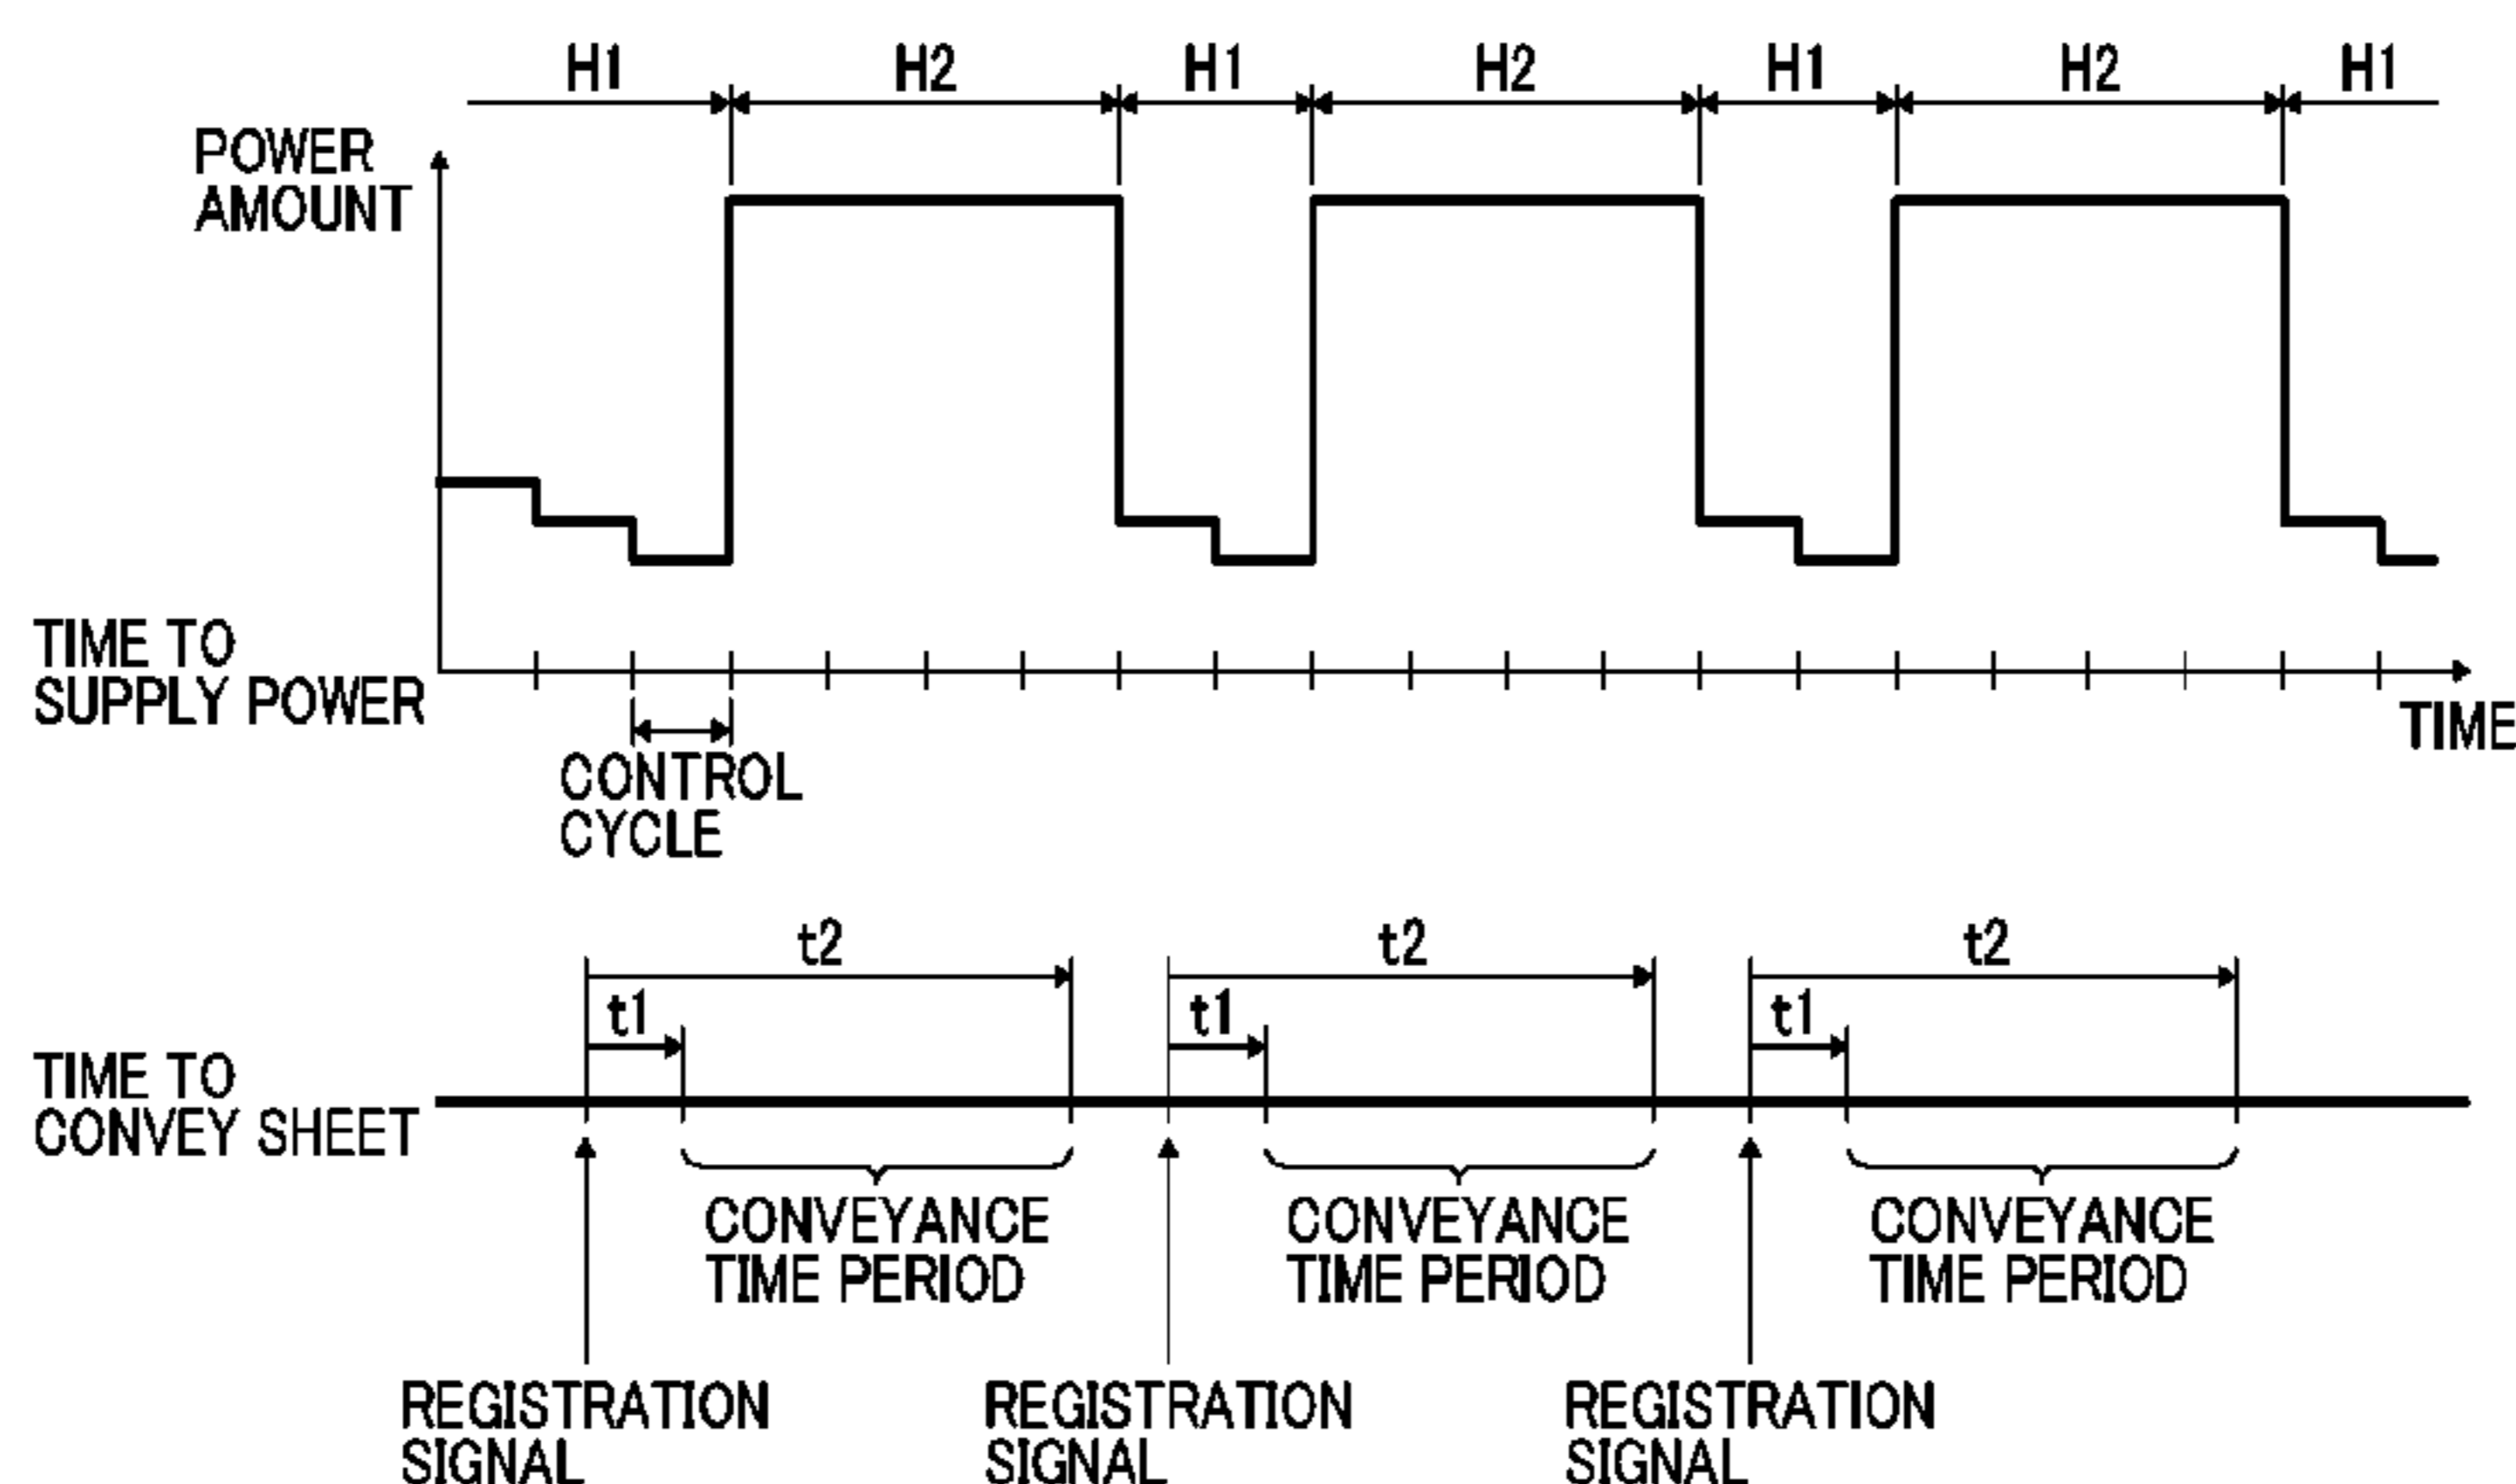 H1 H2 H1 H2 H1 H2 H1
POWER
AMOUNT
TIME TO
SUPPLY POWER
TIME
CONTROL
CYCLE
t2 t2 t2
t1 t1 t1
TIME TO
CONVEY SHEET
CONVEYANCE CONVEYANCE CONVEYANCE
TIME PERIOD TIME PERIOD TIME PERIOD
REGISTRATION REGISTRATION REGISTRATION
SIGNAL SIGNAL SIGNAL